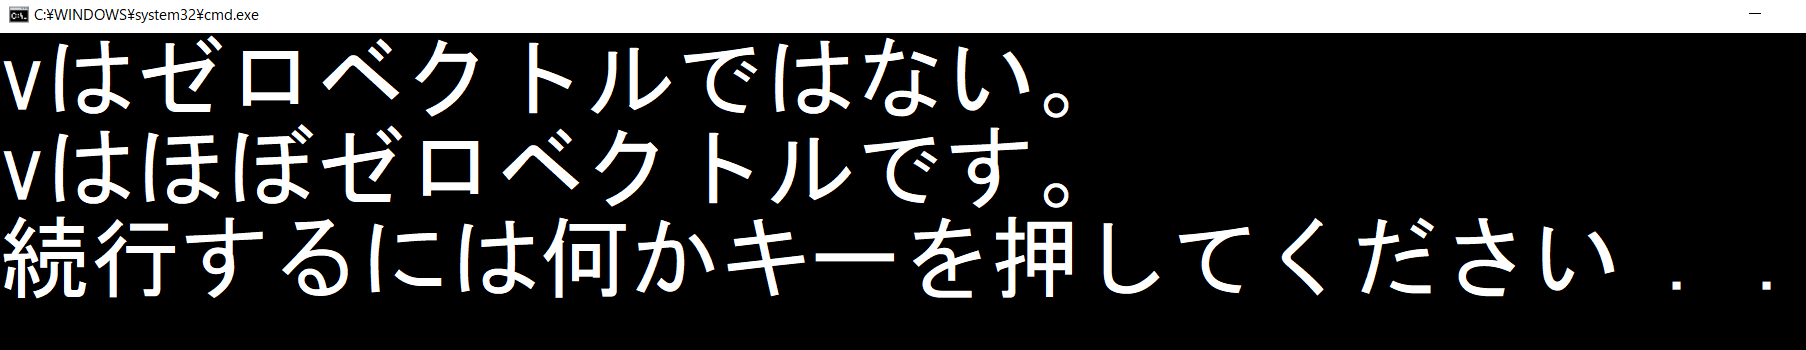 C:¥WINDOWS¥system32¥cmd.exe
vはゼロベクトルではない。
vはほぼゼロベクトルです。
続行するには何かキーを押してください . .